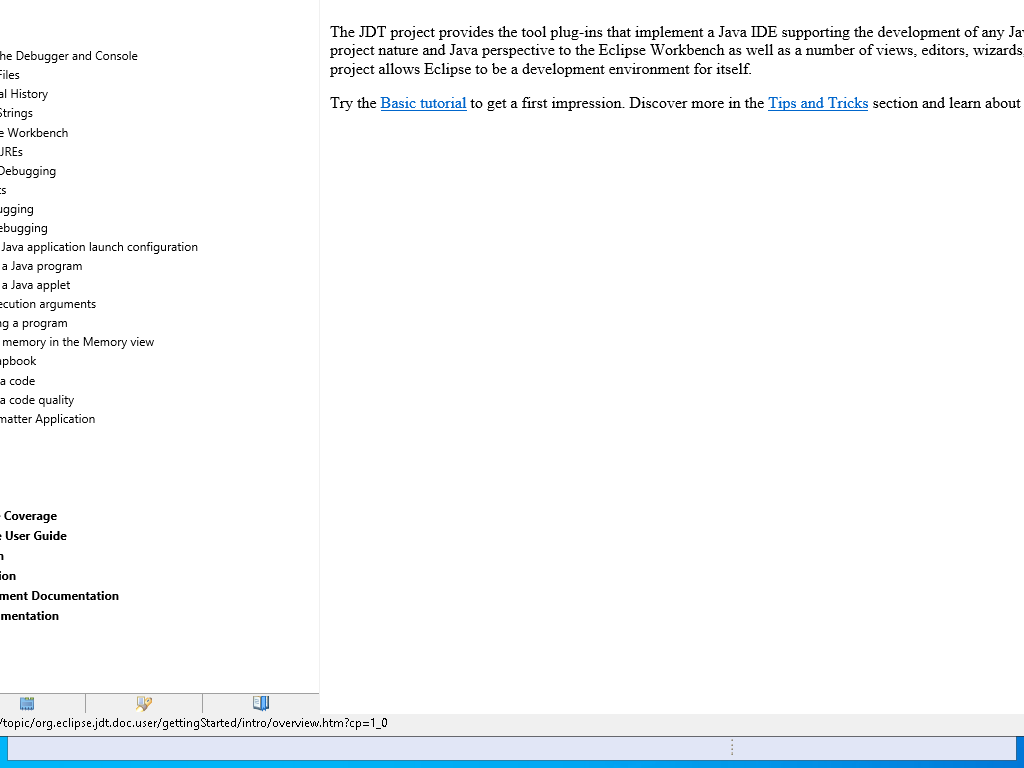 he Debugger and Console
Files
al History
Strings
e Workbench
JREs
Debugging
ts
ugging
ebugging
Java application launch configuration
a Java program
a Java applet
ecution arguments
ng a program
memory in the Memory view
apbook
a code
a code quality
matter Application
Coverage
e User Guide
n
ion
ment Documentation
mentation
The JDT project provides the tool plug-ins that implement a Java IDE supporting the development of any Jav
project nature and Java perspective to the Eclipse Workbench as well as a number of views, editors, wizards,
project allows Eclipse to be a development environment for itself.
Try the Basic tutorial to get a first impression. Discover more in the Tips and Tricks section and learn about
/topic/org.eclipse.jdt.doc.user/gettingStarted/intro/overview.htm?cp=1_0